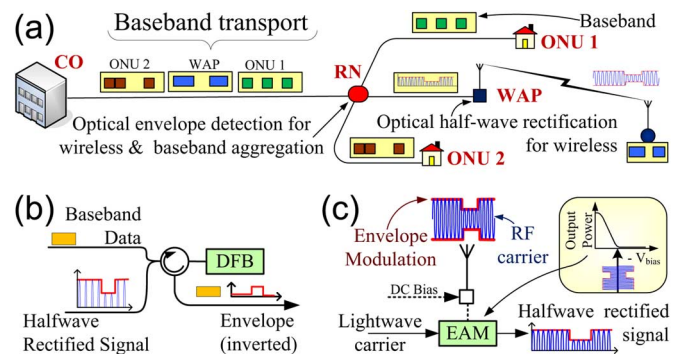 (a)
Baseband transport
Baseband
CO
ONU 2
WAP
ONU 1
RN
ONU 1
WAP
Optical envelope detection for
wireless & baseband aggregation
Optical half-wave rectification
for wireless
ONU 2
(b)
Baseband
Data
DFB
Halfwave
Rectified Signal
Envelope
(inverted)
(c)
Envelope
Modulation
RF
carrier
Output
Power
- Vbias
DC Bias
Lightwave
carrier
EAM
Halfwave rectified
signal